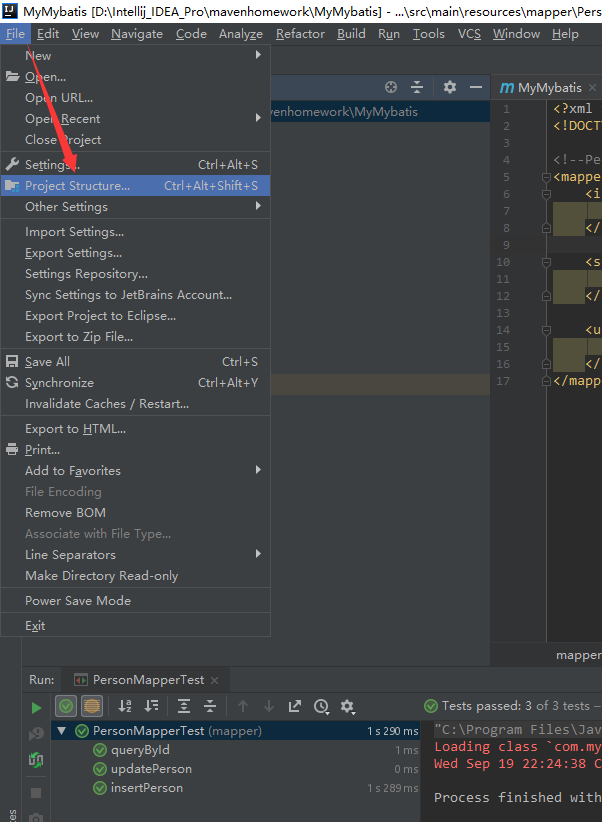 MyMybatis [D:\Intellij_IDEA_Pro\mavenhomework\MyMybatis] - ...\src\main\resources\mapper\Pers
File Edit View Navigate Code Analyze Refactor Build Run Tools VCS Window Help
New
Open...
Open URL...
Open Recent
Close Project
Settings... Ctrl+Alt+S
Project Structure... Ctrl+Alt+Shift+S
Other Settings
Import Settings...
Export Settings...
Settings Repository...
Sync Settings to JetBrains Account...
Export Project to Eclipse...
Export to Zip File...
Save All Ctrl+S
Synchronize Ctrl+Alt+Y
Invalidate Caches / Restart...
Export to HTML...
Print...
Add to Favorites
File Encoding
Remove BOM
Associate with File Type...
Line Separators
Make Directory Read-only
Power Save Mode
Exit
venhomework\MyMybatis
MyMybatis
1 <?xml
2 <!DOCT
3
4 <!--Pe
5 <mappe
6 <i
7
8 </
9
10 <s
11
12 </
13
14 <u
15
16 </
17 </mapp
mapper
Run: PersonMapperTest
Tests passed: 3 of 3 tests –
PersonMapperTest (mapper) 1 s 290 ms
queryById 1 ms
updatePerson 0 ms
insertPerson 1 s 289 ms
"C:\Program Files\Jav
Loading class `com.my
Wed Sep 19 22:24:38 C
Process finished with